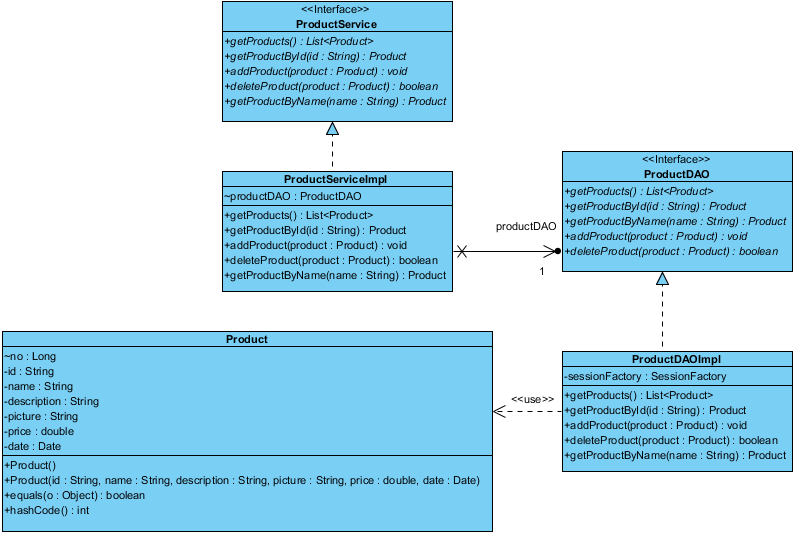 <<Interface>>
ProductService
+getProducts() : List<Product>
+getProductById(id : String) : Product
+addProduct(product : Product) : void
+deleteProduct(product : Product) : boolean
+getProductByName(name : String) : Product
ProductServiceImpl
~productDAO : ProductDAO
+getProducts() : List<Product>
+getProductById(id : String) : Product
+addProduct(product : Product) : void
+deleteProduct(product : Product) : boolean
+getProductByName(name : String) : Product
productDAO
1
<<Interface>>
ProductDAO
+getProducts() : List<Product>
+getProductById(id : String) : Product
+getProductByName(name : String) : Product
+addProduct(product : Product) : void
+deleteProduct(product : Product) : boolean
Product
~no : Long
-id : String
-name : String
-description : String
-picture : String
-price : double
-date : Date
+Product()
+Product(id : String, name : String, description : String, picture : String, price : double, date : Date)
+equals(o : Object) : boolean
+hashCode() : int
<<use>>
ProductDAOImpl
-sessionFactory : SessionFactory
+getProducts() : List<Product>
+getProductById(id : String) : Product
+addProduct(product : Product) : void
+deleteProduct(product : Product) : boolean
+getProductByName(name : String) : Product